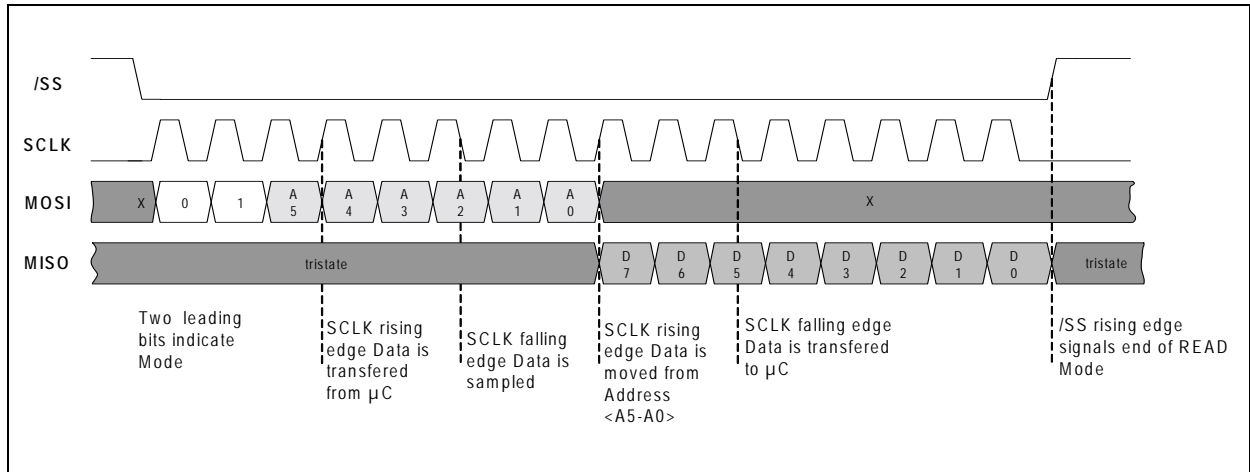 /SS
SCLK
MOSI
X
0
1
A
5
A
4
A
3
A
2
A
1
A
0
X
MISO
tristate
D
7
D
6
D
5
D
4
D
3
D
2
D
1
D
0
tristate
Two leading
bits indicate
Mode
SCLK rising
edge Data is
transfered
from µC
SCLK falling
edge Data is
sampled
SCLK rising
edge Data is
moved from
Address
<A5-A0>
SCLK falling edge
Data is transfered
to µC
/SS rising edge
signals end of READ
Mode